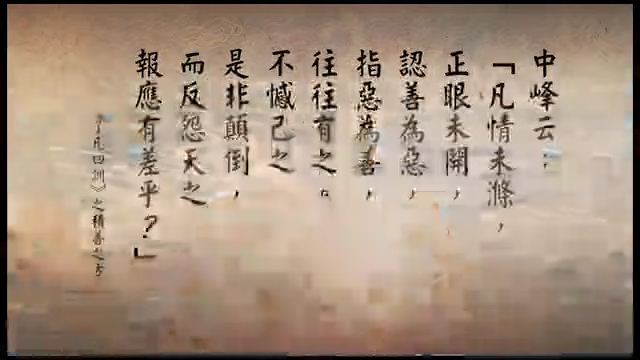 中峰云：
「凡情未滌，
正眼未開，
認善為惡，
指惡為善，
往往有之。
不憾己之
是非顛倒，
而反怨天之
報應有差乎？」
了凡四訓》之積善之方